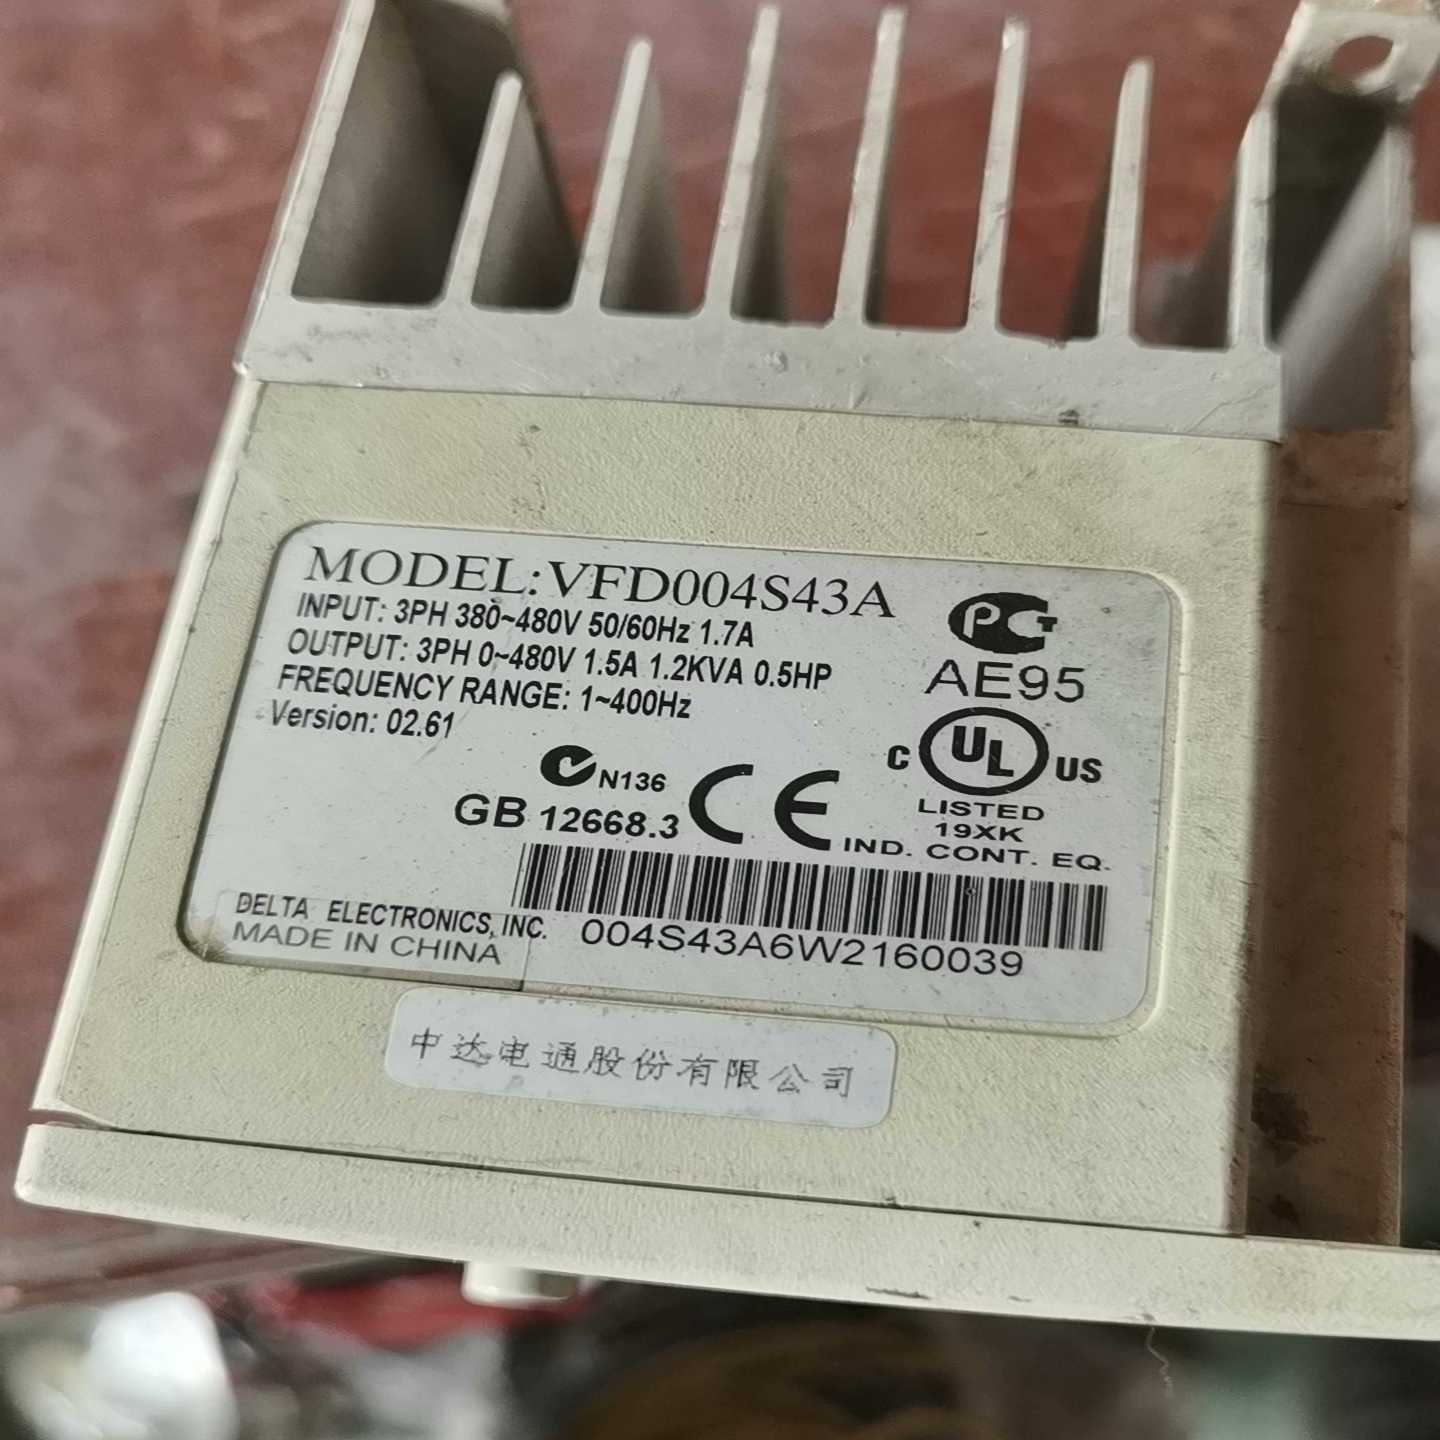 MODEL:VFD004S43A
INPUT: 3PH 380~480V 50/60Hz 1.7A
OUTPUT: 3PH 0~480V 1.5A 1.2KVA 0.5HP
FREQUENCY RANGE: 1~400Hz
Version: 02.61
PCT
AE95
C UL US
LISTED
19XK
IND. CONT. EQ.
N136
GB 12668.3
CE
DELTA ELECTRONICS, INC.
MADE IN CHINA
004S43A6W2160039
中达电通股份有限公司